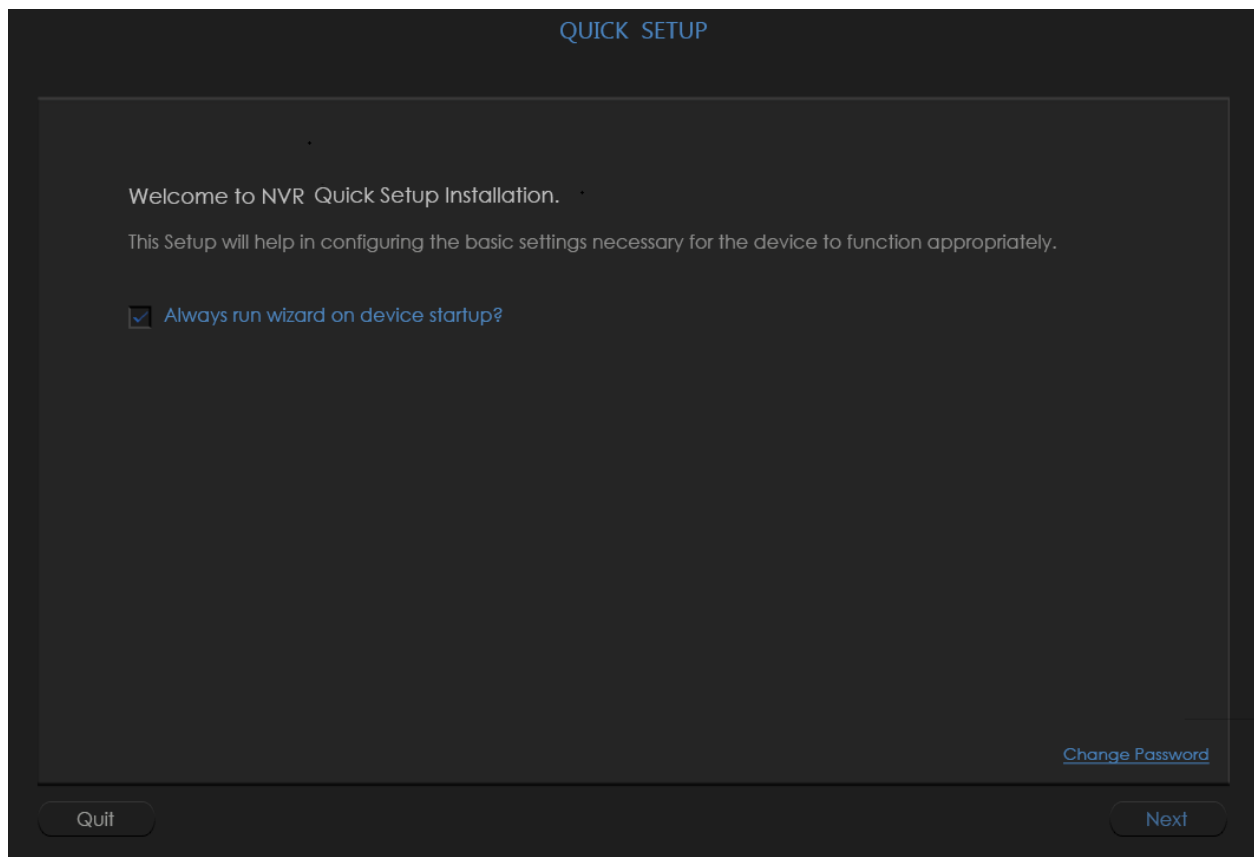 QUICK SETUP
Welcome to NVR Quick Setup Installation.
This Setup will help in configuring the basic settings necessary for the device to function appropriately.
Always run wizard on device startup?
Change Password
Quit
Next